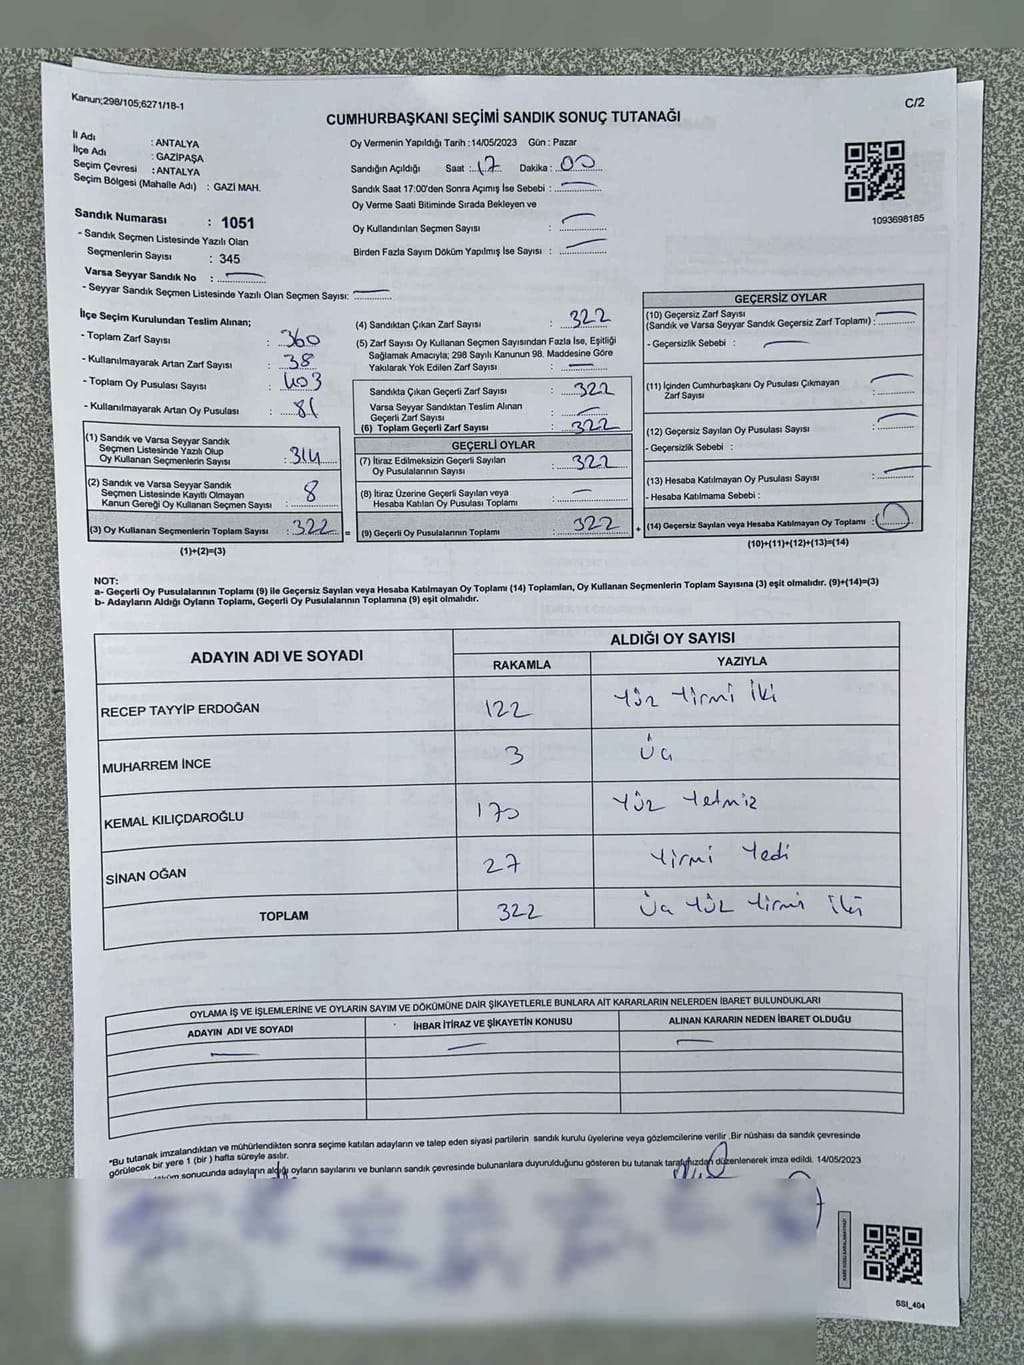 Kanun;298/105;6271/18-1
C/2
CUMHURBAŞKANI SEÇİMİ SANDIK SONUÇ TUTANAĞI
İl Adı : ANTALYA
İlçe Adı : GAZİPAŞA
Seçim Çevresi : ANTALYA
Seçim Bölgesi (Mahalle Adı) : GAZİ MAH.
Sandık Numarası : 1051
- Sandık Seçmen Listesinde Yazılı Olan
Seçmenlerin Sayısı : 345
Varsa Seyyar Sandık No :
- Seyyar Sandık Seçmen Listesinde Yazılı Olan Seçmen Sayısı:
Oy Vermenin Yapıldığı Tarih :14/05/2023 Gün : Pazar
Sandığın Açıldığı Saat : 17 Dakika : 00
Sandık Saat 17:00'den Sonra Açımış İse Sebebi :
Oy Verme Saati Bitiminde Sırada Bekleyen ve
Oy Kullandırılan Seçmen Sayısı :
Birden Fazla Sayım Döküm Yapılmış İse Sayısı :
1093698185
İlçe Seçim Kurulundan Teslim Alınan;
- Toplam Zarf Sayısı : 360
- Kullanılmayarak Artan Zarf Sayısı : 38
- Toplam Oy Pusulası Sayısı : 403
- Kullanılmayarak Artan Oy Pusulası : 81
(1) Sandık ve Varsa Seyyar Sandık
Seçmen Listesinde Yazılı Olup
Oy Kullanan Seçmenlerin Sayısı : 314
(2) Sandık ve Varsa Seyyar Sandık
Seçmen Listesinde Kayıtlı Olmayan
Kanun Gereği Oy Kullanan Seçmen Sayısı : 8
(3) Oy Kullanan Seçmenlerin Toplam Sayısı : 322 =
(1)+(2)=(3)
(4) Sandıktan Çıkan Zarf Sayısı : 322
(5) Zarf Sayısı Oy Kullanan Seçmen Sayısından Fazla İse, Eşitliği
Sağlamak Amacıyla; 298 Sayılı Kanunun 98. Maddesine Göre
Yakılarak Yok Edilen Zarf Sayısı :
Sandıkta Çıkan Geçerli Zarf Sayısı : 322
Varsa Seyyar Sandıktan Teslim Alınan
Geçerli Zarf Sayısı :
(6) Toplam Geçerli Zarf Sayısı : 322
GEÇERLİ OYLAR
(7) İtiraz Edilmeksizin Geçerli Sayılan
Oy Pusulalarının Sayısı : 322
(8) İtiraz Üzerine Geçerli Sayılan veya
Hesaba Katılan Oy Pusulası Toplamı :
(9) Geçerli Oy Pusulalarının Toplamı : 322 +
GEÇERSİZ OYLAR
(10) Geçersiz Zarf Sayısı
(Sandık ve Varsa Seyyar Sandık Geçersiz Zarf Toplamı) :
- Geçersizlik Sebebi :
(11) İçinden Cumhurbaşkanı Oy Pusulası Çıkmayan
Zarf Sayısı :
(12) Geçersiz Sayılan Oy Pusulası Sayısı :
- Geçersizlik Sebebi :
(13) Hesaba Katılmayan Oy Pusulası Sayısı :
- Hesaba Katılmama Sebebi :
(14) Geçersiz Sayılan veya Hesaba Katılmayan Oy Toplamı : 0
(10)+(11)+(12)+(13)=(14)
NOT:
a- Geçerli Oy Pusulalarının Toplamı (9) ile Geçersiz Sayılan veya Hesaba Katılmayan Oy Toplamı (14) Toplamları, Oy Kullanan Seçmenlerin Toplam Sayısına (3) eşit olmalıdır. (9)+(14)=(3)
b- Adayların Aldığı Oyların Toplamı, Geçerli Oy Pusulalarının Toplamına (9) eşit olmalıdır.
ADAYIN ADI VE SOYADI
ALDIĞI OY SAYISI
RAKAMLA YAZIYLA
RECEP TAYYİP ERDOĞAN 122 Yüz Yirmi İki
MUHARREM İNCE 3 Üç
KEMAL KILIÇDAROĞLU 170 Yüz Yetmiz
SİNAN OĞAN 27 Yirmi Yedi
TOPLAM 322 Üç Yüz Yirmi İki
OYLAMA İŞ VE İŞLEMLERİNE VE OYLARIN SAYIM VE DÖKÜMÜNE DAİR ŞİKAYETLERLE BUNLARA AİT KARARLARIN NELERDEN İBARET BULUNDUKLARI
ADAYIN ADI VE SOYADI İHBAR İTİRAZ VE ŞİKAYETİN KONUSU ALINAN KARARIN NEDEN İBARET OLDUĞU
*Bu tutanak imzalandıktan ve mühürlendikten sonra seçime katılan adayların ve talep eden siyasi partilerin sandık kurulu üyelerine veya gözlemcilerine verilir .Bir nüshası da sandık çevresinde
görülecek bir yere 1 (bir ) hafta süreyle asılır.
sonucunda adayların aldığı oyların sayılarını ve bunların sandık çevresinde bulunanlara duyurulduğunu gösteren bu tutanak tarafımızdan düzenlenerek imza edildi. 14/05/2023
SSI_404